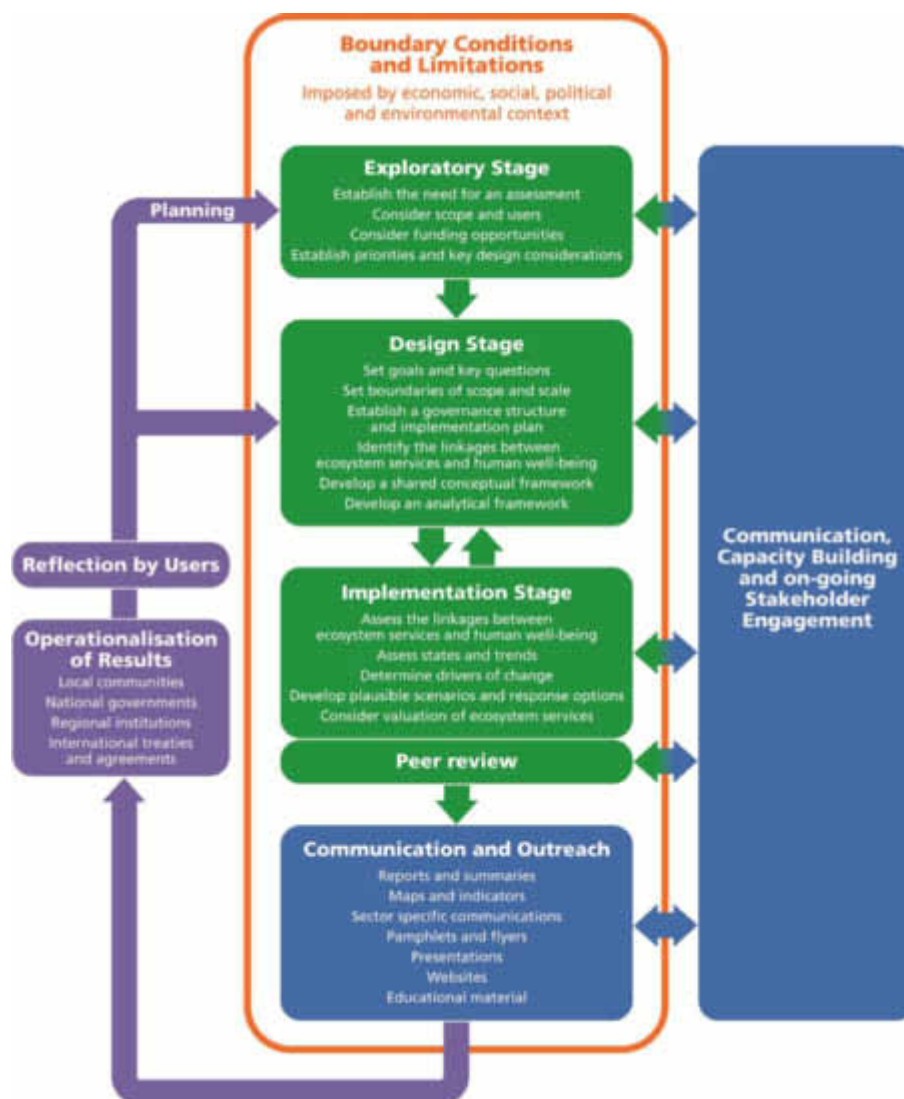 Boundary Conditions
and Limitations
Imposed by economic, social, political
and environmental context
Exploratory Stage
Establish the need for an assessment
Consider scope and users
Consider funding opportunities
Establish priorities and key design considerations
Planning
Design Stage
Set goals and key questions
Set boundaries of scope and scale
Establish a governance structure
and implementation plan
Identify the linkages between
ecosystem services and human well-being
Develop a shared conceptual framework
Develop an analytical framework
Reflection by Users
Operationalisation
of Results
Local communities
National governments
Regional institutions
International treaties
and agreements
Implementation Stage
Assess the linkages between
ecosystem services and human well-being
Assess states and trends
Determine drivers of change
Develop plausible scenarios and response options
Consider valuation of ecosystem services
Peer review
Communication and Outreach
Reports and summaries
Maps and indicators
Sector specific communications
Pamphlets and flyers
Presentations
Websites
Educational material
Communication,
Capacity Building
and on-going
Stakeholder
Engagement